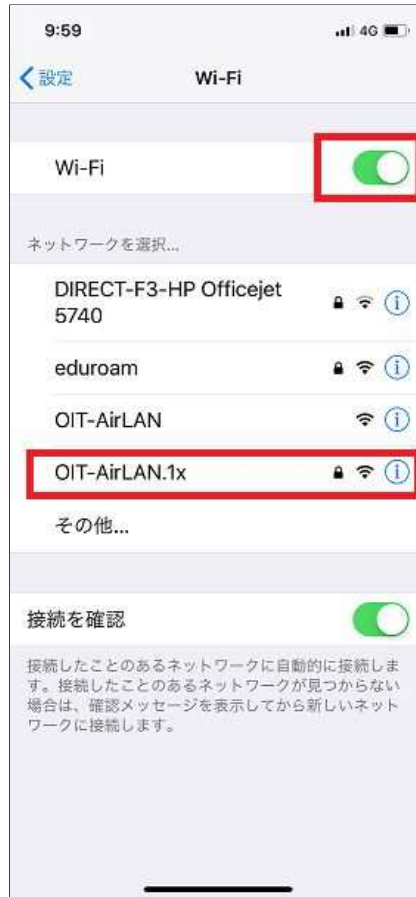 9:59
4G
設定
Wi-Fi
Wi-Fi
ネットワークを選択...
DIRECT-F3-HP Officejet
5740
eduroam
OIT-AirLAN
OIT-AirLAN.1x
その他...
接続を確認
接続したことのあるネットワークに自動的に接続しま
す。接続したことのあるネットワークが見つからない
場合は、確認メッセージを表示してから新しいネット
ワークに接続します。